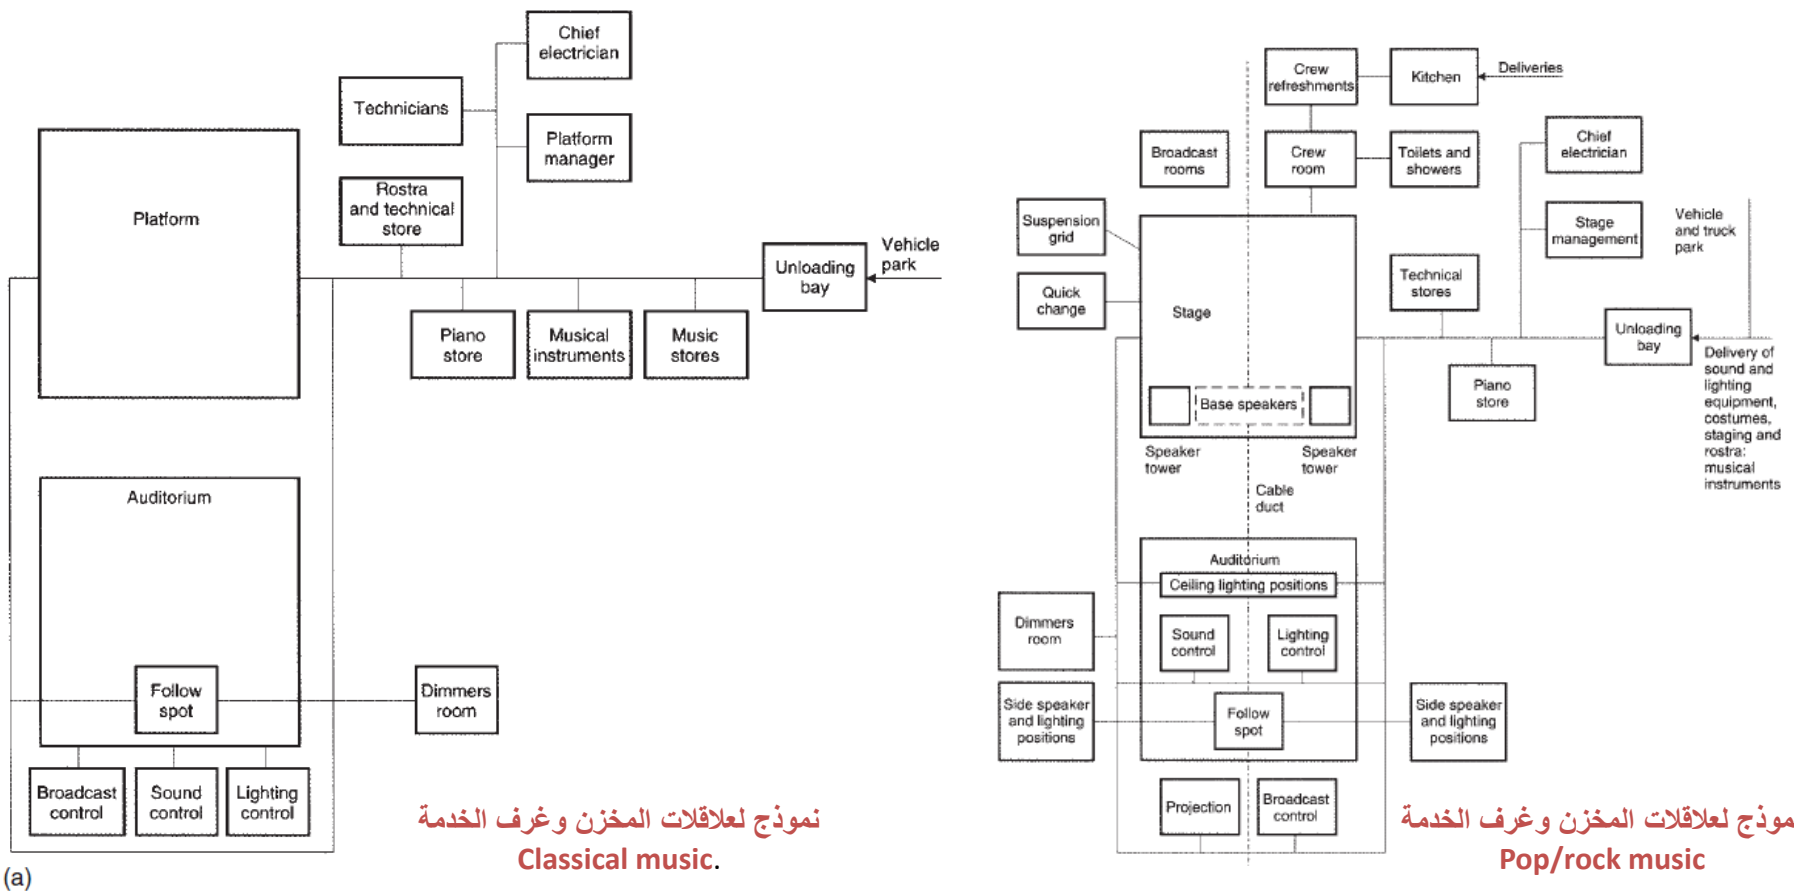 Chief
electrician
Technicians
Platform
manager
Rostra
and technical
store
Platform
Vehicle
park
Unloading
bay
Piano
store
Musical
instruments
Music
stores
Auditorium
Follow
spot
Dimmers
room
Broadcast
control
Sound
control
Lighting
control
نموذج لعلاقلات المخزن وغرف الخدمة
Classical music.
(a)
Crew
refreshments
Kitchen
Deliveries
Broadcast
rooms
Crew
room
Toilets and
showers
Chief
electrician
Suspension
grid
Stage
management
Vehicle
and truck
park
Quick
change
Stage
Technical
stores
Unloading
bay
Delivery of
sound and
lighting
equipment,
costumes,
staging and
rostra:
musical
instruments
Piano
store
Base speakers
Speaker
tower
Speaker
tower
Cable
duct
Auditorium
Ceiling lighting positions
Dimmers
room
Sound
control
Lighting
control
Side speaker
and lighting
positions
Follow
spot
Side speaker
and lighting
positions
Projection
Broadcast
control
موذج لعلاقلات المخزن وغرف الخدمة
Pop/rock music